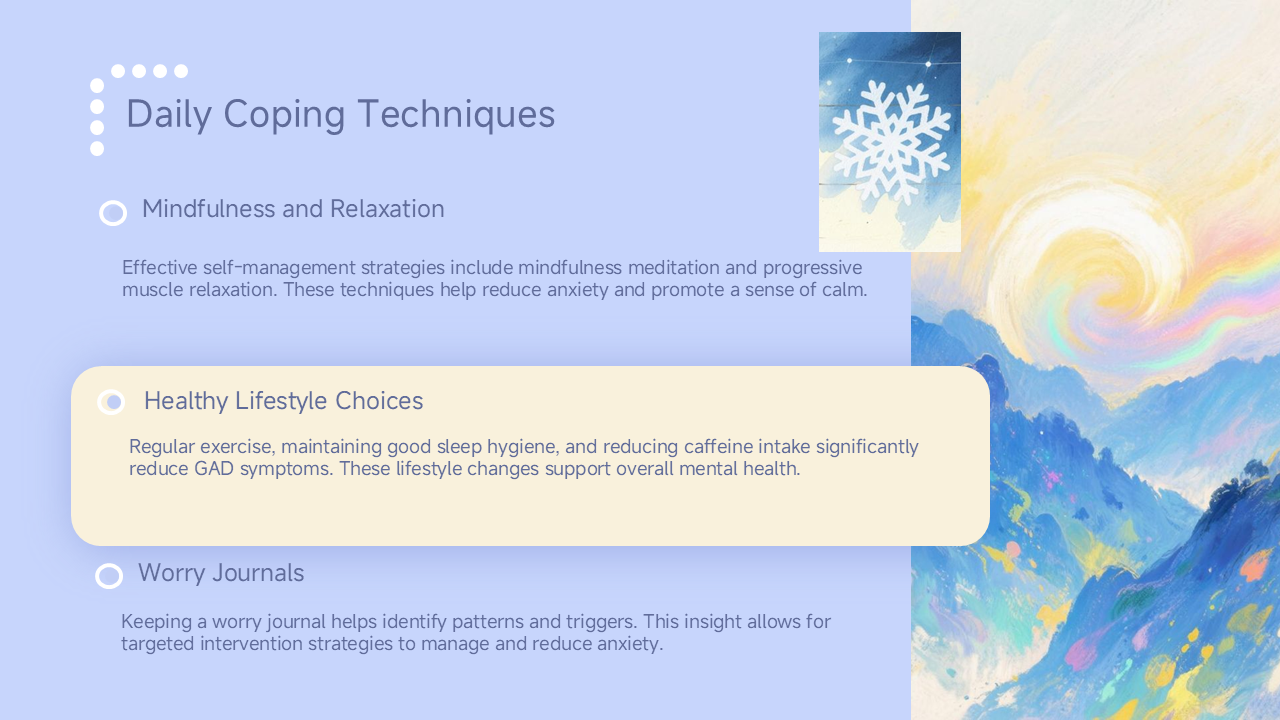 Daily Coping Techniques
Mindfulness and Relaxation
Effective self-management strategies include mindfulness meditation and progressive
muscle relaxation. These techniques help reduce anxiety and promote a sense of calm.
Healthy Lifestyle Choices
Regular exercise, maintaining good sleep hygiene, and reducing caffeine intake significantly
reduce GAD symptoms. These lifestyle changes support overall mental health.
Worry Journals
Keeping a worry journal helps identify patterns and triggers. This insight allows for
targeted intervention strategies to manage and reduce anxiety.